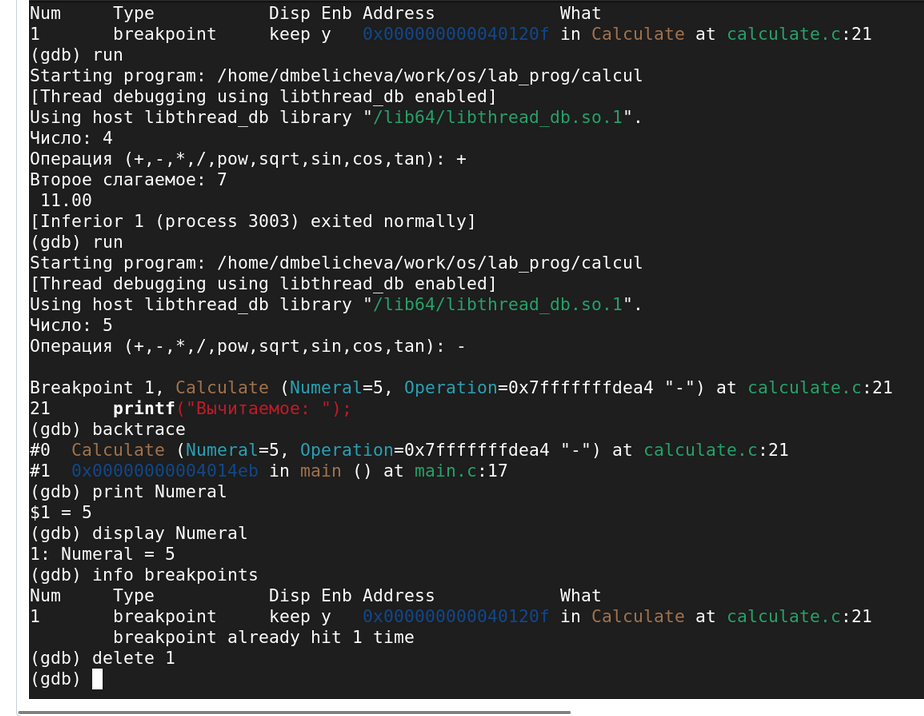 Num     Type           Disp Enb Address            What
1       breakpoint     keep y   0x000000000040120f in Calculate at calculate.c:21
(gdb) run
Starting program: /home/dmbelicheva/work/os/lab_prog/calcul
[Thread debugging using libthread_db enabled]
Using host libthread_db library "/lib64/libthread_db.so.1".
Число: 4
Операция (+,-,*,/,pow,sqrt,sin,cos,tan): +
Второе слагаемое: 7
 11.00
[Inferior 1 (process 3003) exited normally]
(gdb) run
Starting program: /home/dmbelicheva/work/os/lab_prog/calcul
[Thread debugging using libthread_db enabled]
Using host libthread_db library "/lib64/libthread_db.so.1".
Число: 5
Операция (+,-,*,/,pow,sqrt,sin,cos,tan): -

Breakpoint 1, Calculate (Numeral=5, Operation=0x7fffffffdea4 "-") at calculate.c:21
21      printf("Вычитаемое: ");
(gdb) backtrace
#0  Calculate (Numeral=5, Operation=0x7fffffffdea4 "-") at calculate.c:21
#1  0x00000000004014eb in main () at main.c:17
(gdb) print Numeral
$1 = 5
(gdb) display Numeral
1: Numeral = 5
(gdb) info breakpoints
Num     Type           Disp Enb Address            What
1       breakpoint     keep y   0x000000000040120f in Calculate at calculate.c:21
        breakpoint already hit 1 time
(gdb) delete 1
(gdb)